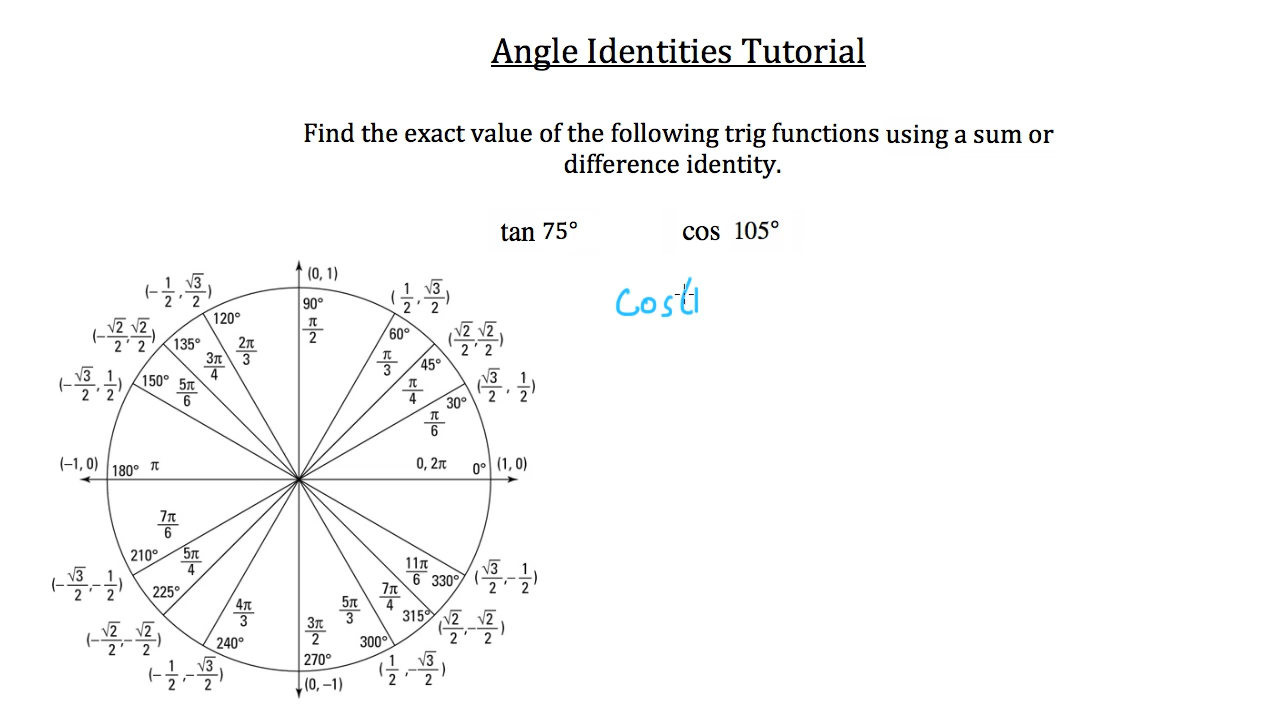 Angle Identities Tutorial
Find the exact value of the following trig functions using a sum or
difference identity.
tan 75° cos 105°
Cos(1
(0, 1)
(-1/2, √3/2) (1/2, √3/2)
90° π/2
120° 2π/3 60° π/3
(-√2/2, √2/2) (√2/2, √2/2)
135° 3π/4 45° π/4
(-√3/2, 1/2) (√3/2, 1/2)
150° 5π/6 30° π/6
(-1, 0) 180° π 0, 2π 0° (1, 0)
7π/6 210° 11π/6 330°
(-√3/2, -1/2) (√3/2, -1/2)
5π/4 225° 7π/4 315°
(-√2/2, -√2/2) (√2/2, -√2/2)
4π/3 240° 5π/3 300°
(-1/2, -√3/2) (1/2, -√3/2)
3π/2 270°
(0, -1)